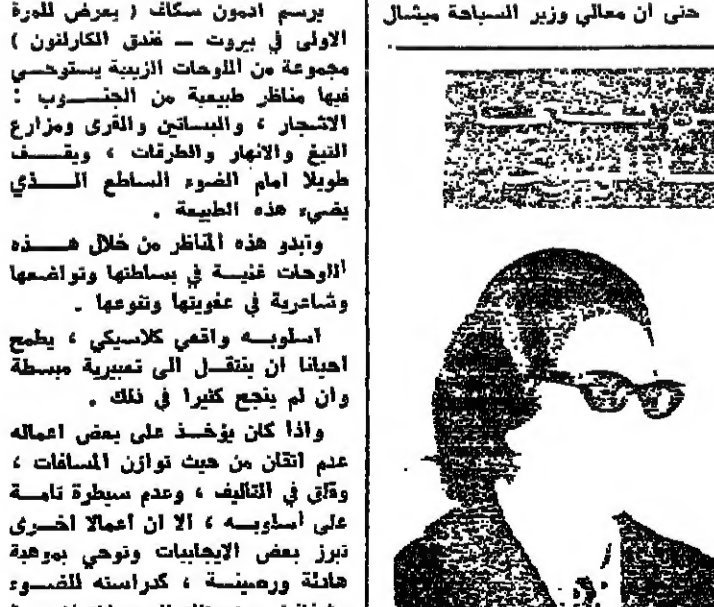 حتى ان معالي وزير السياحة ميشال
يرسم ادمون سكاف ( يعرض للمرة
الاولى في بيروت ــ فندق الكارلتون )
مجموعة من اللوحات الزيتية يستوحي
فيها مناظر طبيعية من الجنوب :
الاشجار ، والبساتين والقرى ومزارع
التبغ والانهار والطرقات ، ويقف
طويلا امام الضوء الساطع الذي
يضيء هذه الطبيعة .
وتبدو هذه المناظر من خلال هذه
اللوحات غنية في بساطتها وتواضعها
وشاعرية في عفويتها وتنوعها .
اسلوبه واقعي كلاسيكي ، يطمح
احيانا ان ينتقل الى تعبيرية مبسطة
وان لم ينجح كثيرا في ذلك .
واذا كان يؤخذ على بعض اعماله
عدم اتقان من حيث توازن المسافات ،
وقلق في التاليف ، وعدم سيطرة تامة
على أسلوبه ، الا ان أعمالا اخرى
تبرز بعض الايجابيات وتوحي بموهبة
هادئة ورصينة ، كدراسته للضوء